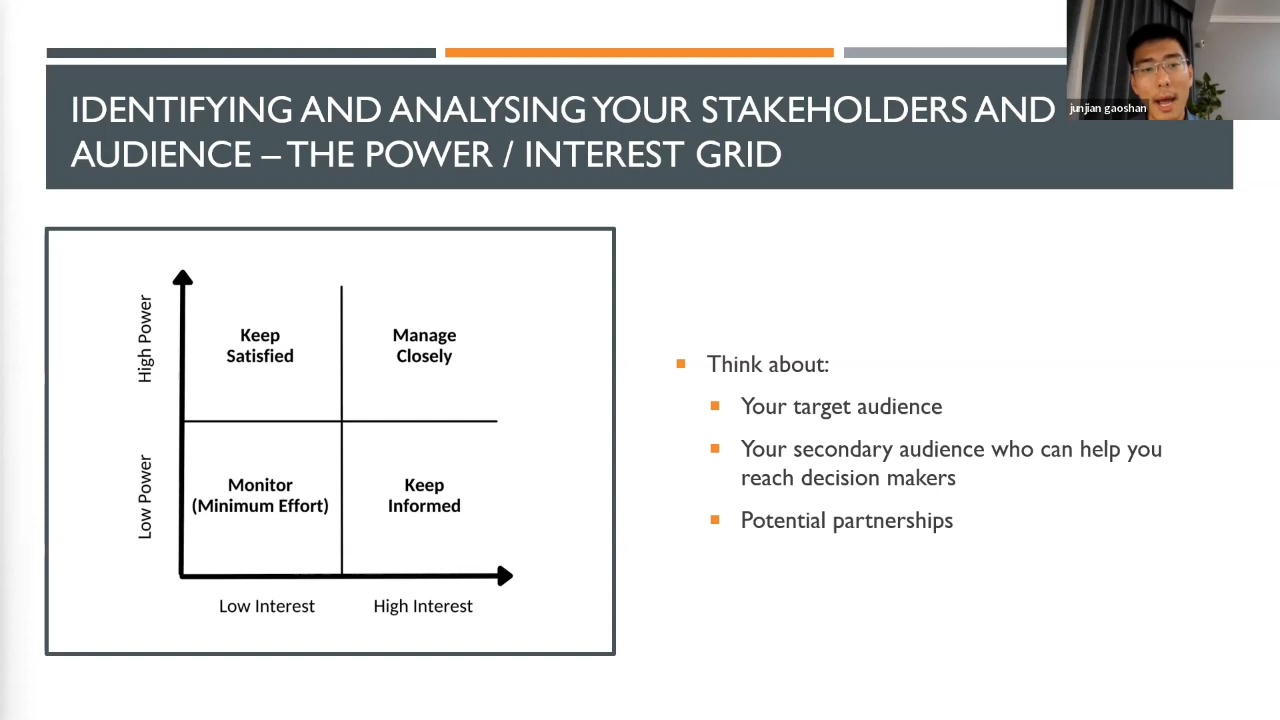 IDENTIFYING AND ANALYSING YOUR STAKEHOLDERS AND
AUDIENCE – THE POWER / INTEREST GRID
junjian gaoshan
High Power
Low Power
Keep
Satisfied
Manage
Closely
Monitor
(Minimum Effort)
Keep
Informed
Low Interest
High Interest
Think about:
Your target audience
Your secondary audience who can help you
reach decision makers
Potential partnerships